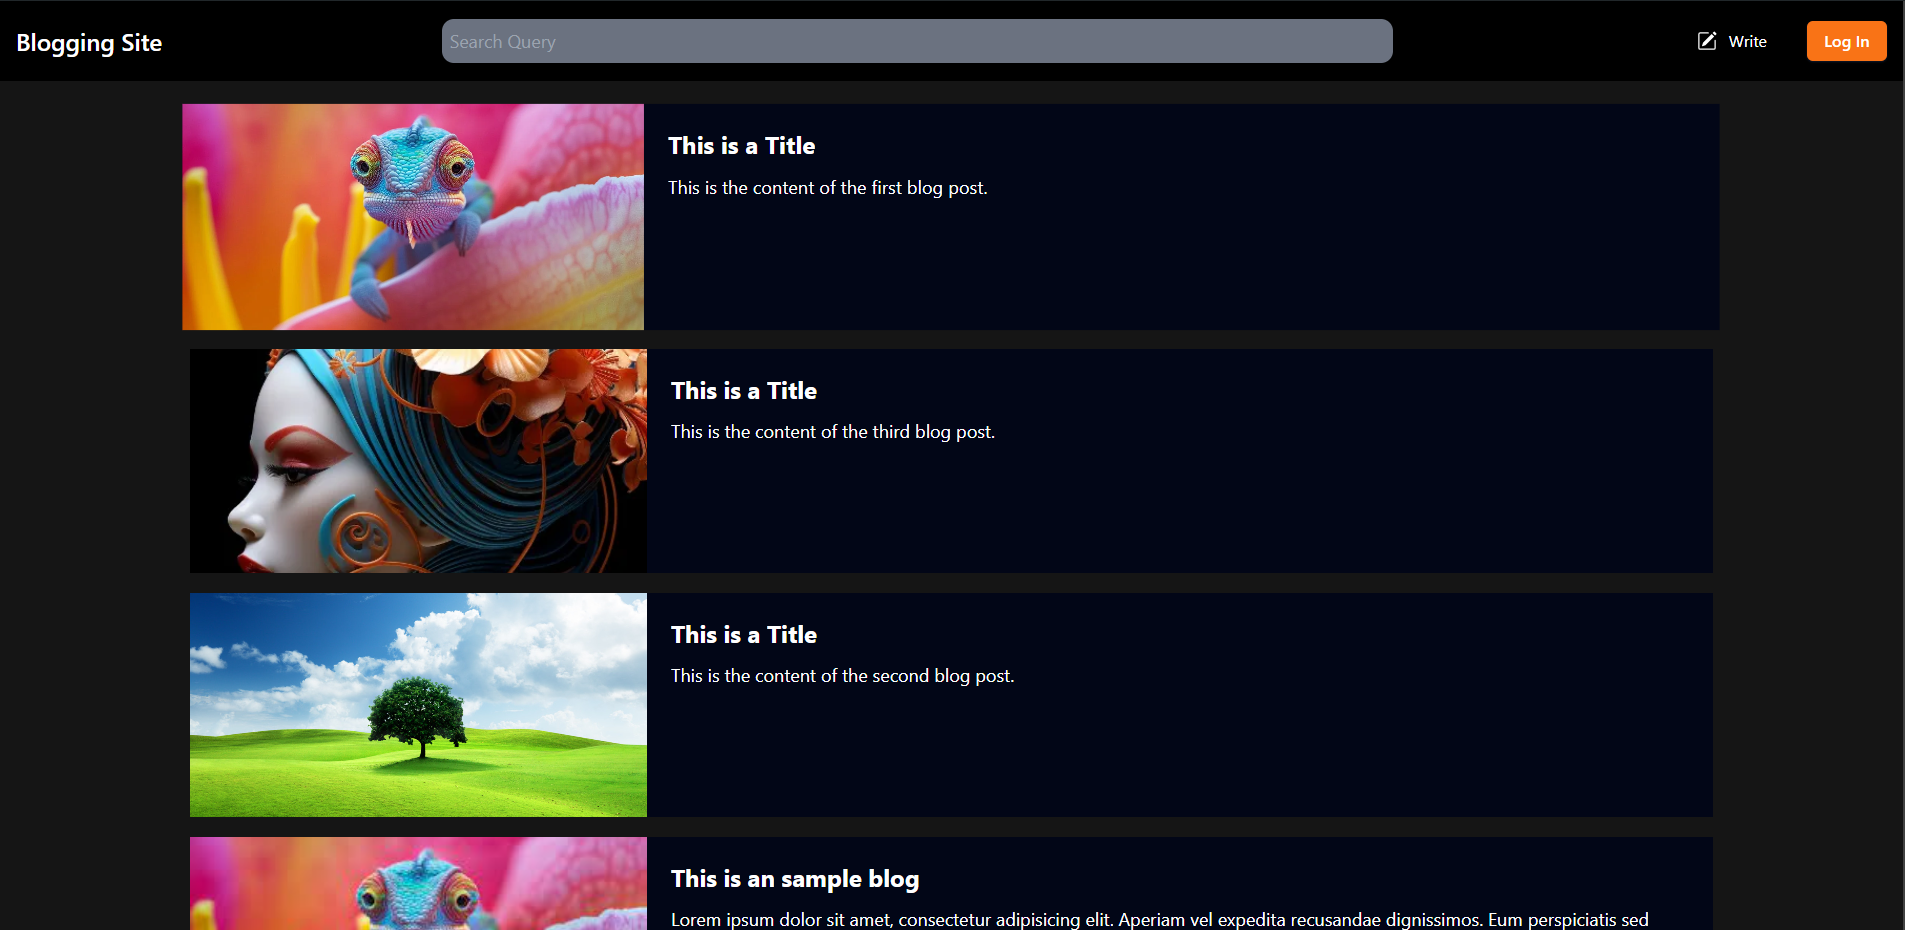 Blogging Site
Search Query
Write
Log In
This is a Title
This is the content of the first blog post.
This is a Title
This is the content of the third blog post.
This is a Title
This is the content of the second blog post.
This is an sample blog
Lorem ipsum dolor sit amet, consectetur adipisicing elit. Aperiam vel expedita recusandae dignissimos. Eum perspiciatis sed